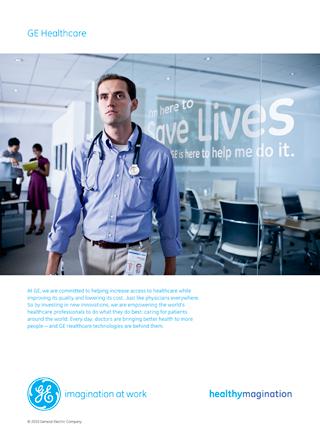 GE Healthcare
I'm here to
Save Lives
GE is here to help me do it.
At GE, we are committed to helping increase access to healthcare while
improving its quality and lowering its cost. Just like physicians everywhere.
So by investing in new innovations, we are empowering the world's
healthcare professionals to do what they do best: caring for patients
around the world. Every day, doctors are bringing better health to more
people—and GE Healthcare technologies are behind them.
GE imagination at work
healthymagination
© 2010 General Electric Company